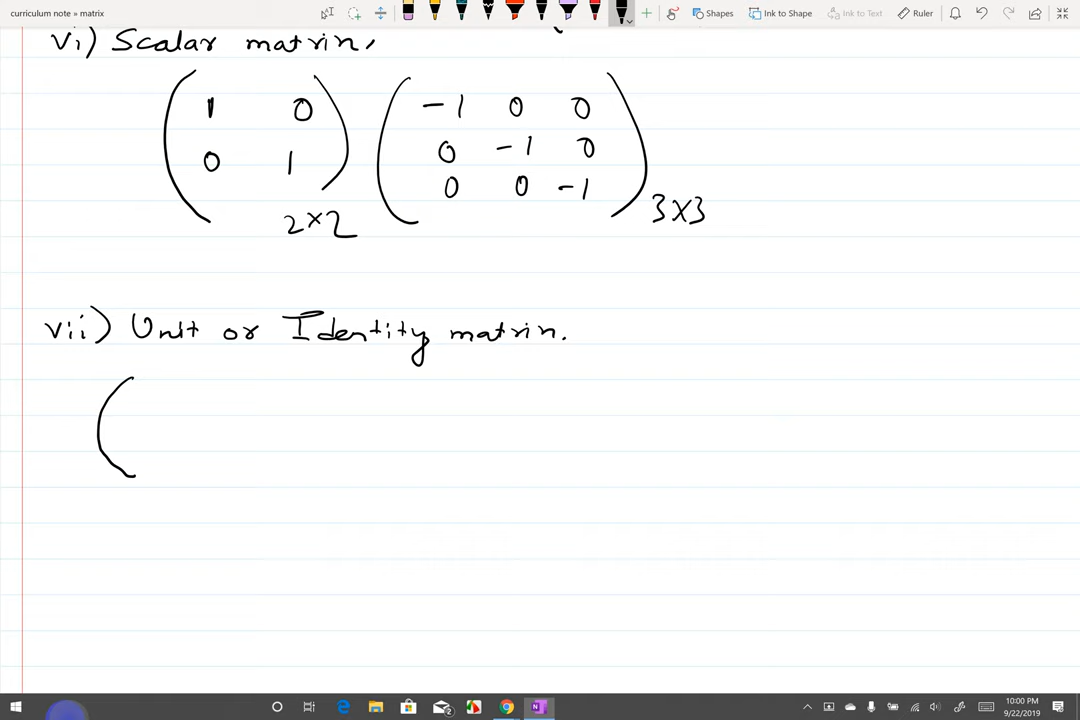 curriculum note » matrix
Shapes Ink to Shape Ink to Text Ruler
vi) Scalar matrix,
1 0 -1 0 0
0 1 0 -1 0
0 0 -1
2×2 3×3
vii) Unit or Identity matrix.
(
10:00 PM
9/22/2019